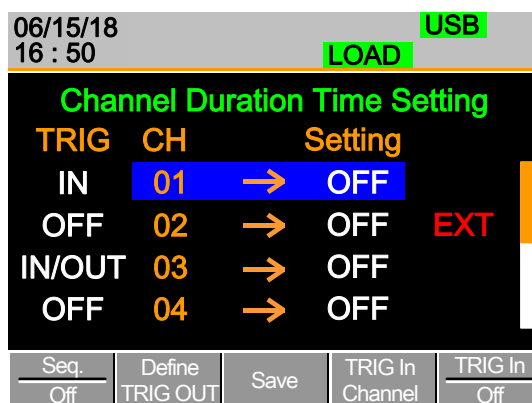 06/15/18 USB
16 : 50 LOAD
Channel Duration Time Setting
TRIG CH Setting
IN 01 → OFF
OFF 02 → OFF EXT
IN/OUT 03 → OFF
OFF 04 → OFF
Seq. Define Save TRIG In TRIG In
Off TRIG OUT Channel Off